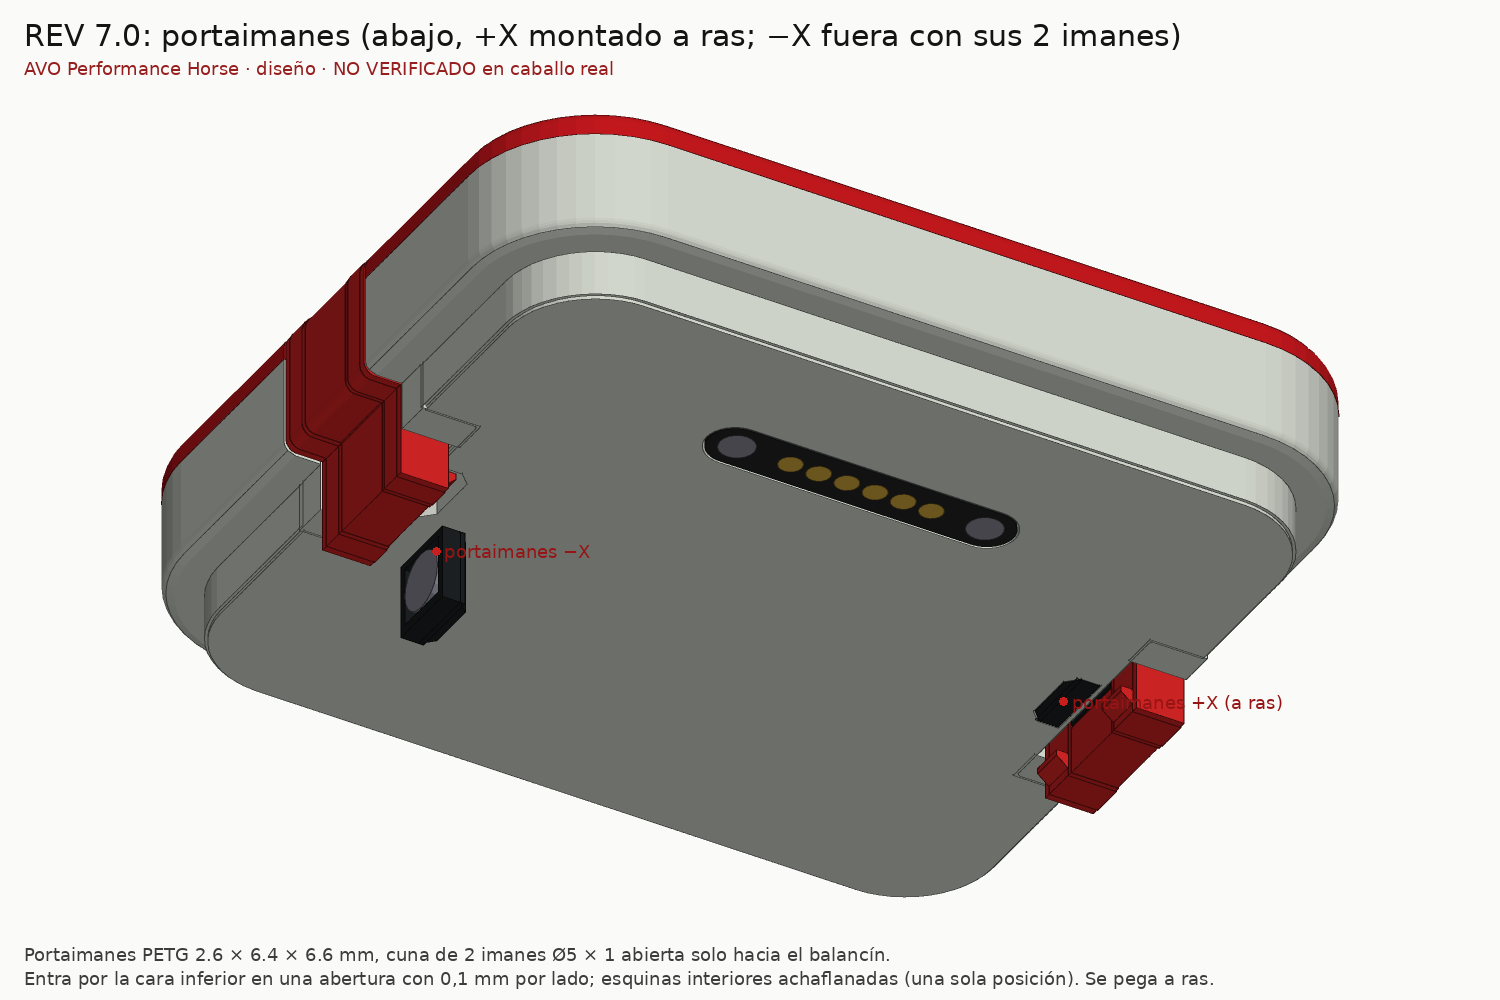 REV 7.0: portaimanes (abajo, +X montado a ras; −X fuera con sus 2 imanes)
AVO Performance Horse · diseño · NO VERIFICADO en caballo real
portaimanes −X
portaimanes +X (a ras)
Portaimanes PETG 2.6 × 6.4 × 6.6 mm, cuna de 2 imanes Ø5 × 1 abierta solo hacia el balancín.
Entra por la cara inferior en una abertura con 0,1 mm por lado; esquinas interiores achaflanadas (una sola posición). Se pega a ras.